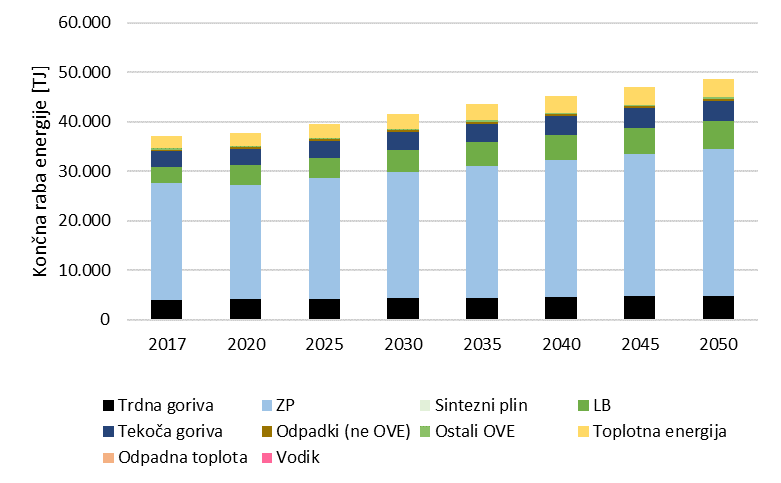 Končna raba energije [TJ]
60.000
50.000
40.000
30.000
20.000
10.000
0
2017 2020 2025 2030 2035 2040 2045 2050
Trdna goriva ZP Sintezni plin LB
Tekoča goriva Odpadki (ne OVE) Ostali OVE Toplotna energija
Odpadna toplota Vodik